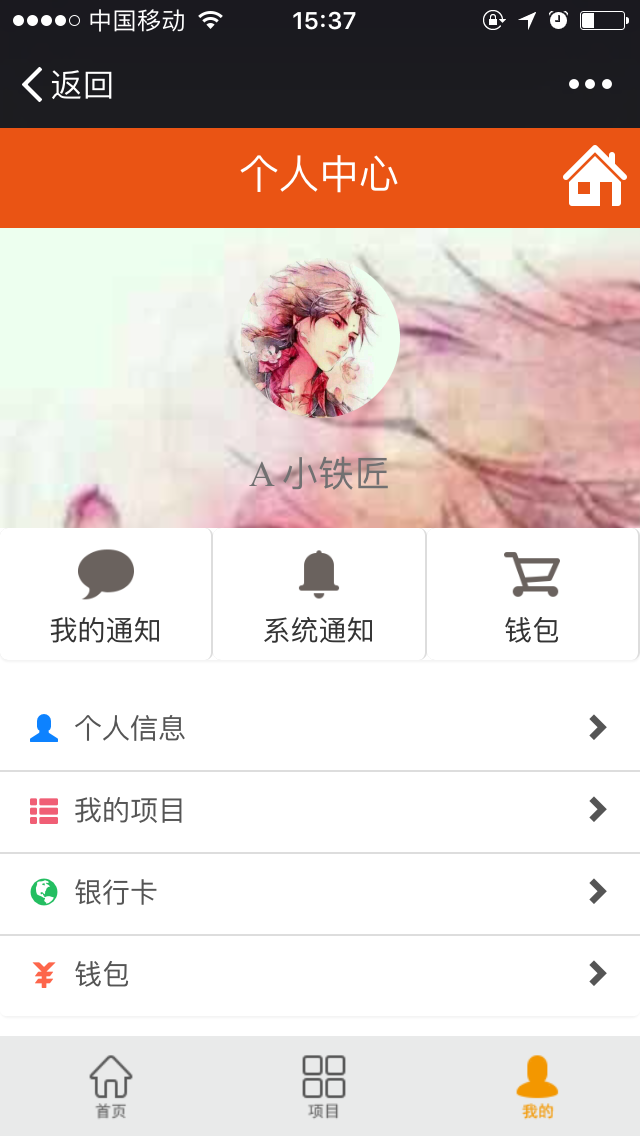 中国移动 15:37
返回
个人中心
A 小铁匠
我的通知 系统通知 钱包
个人信息
我的项目
银行卡
¥ 钱包
首页 项目 我的